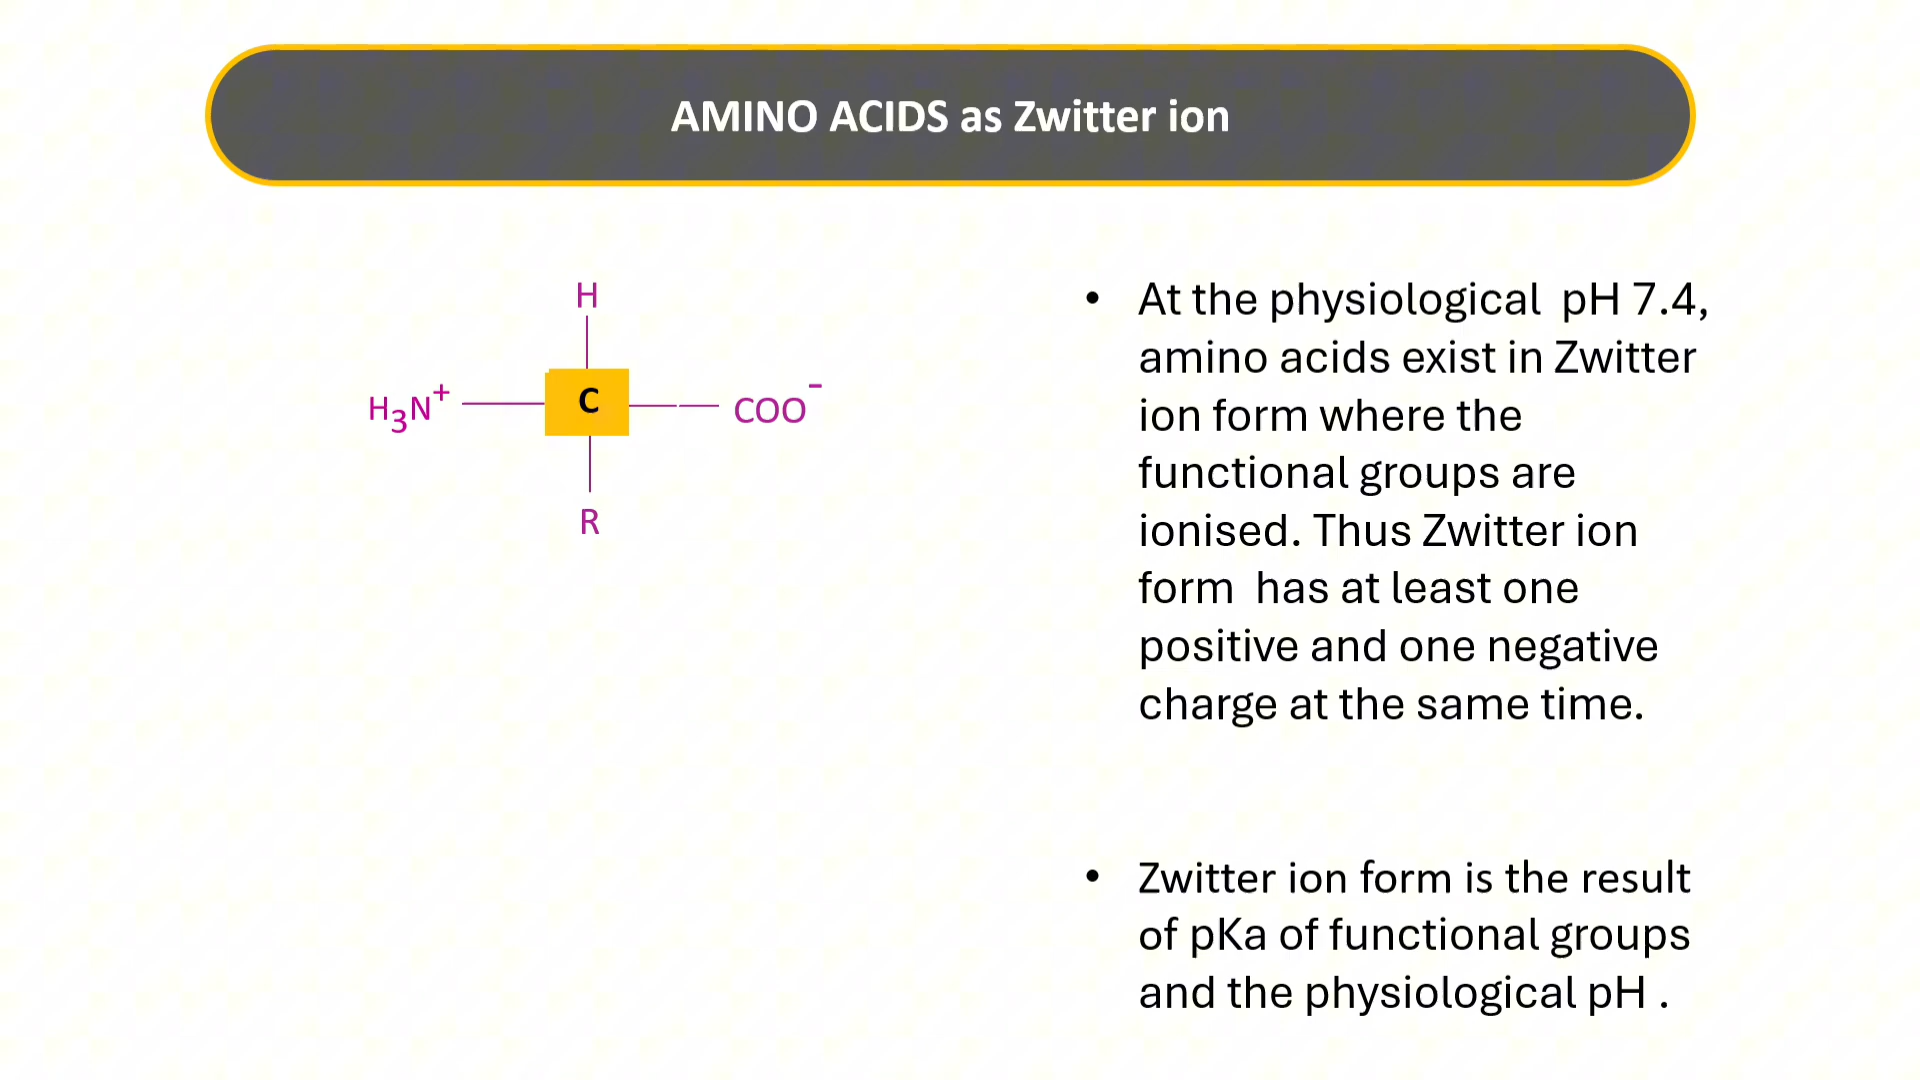 AMINO ACIDS as Zwitter ion
H
H₃N⁺ C COO⁻
R
• At the physiological pH 7.4,
amino acids exist in Zwitter
ion form where the
functional groups are
ionised. Thus Zwitter ion
form has at least one
positive and one negative
charge at the same time.
• Zwitter ion form is the result
of pKa of functional groups
and the physiological pH .